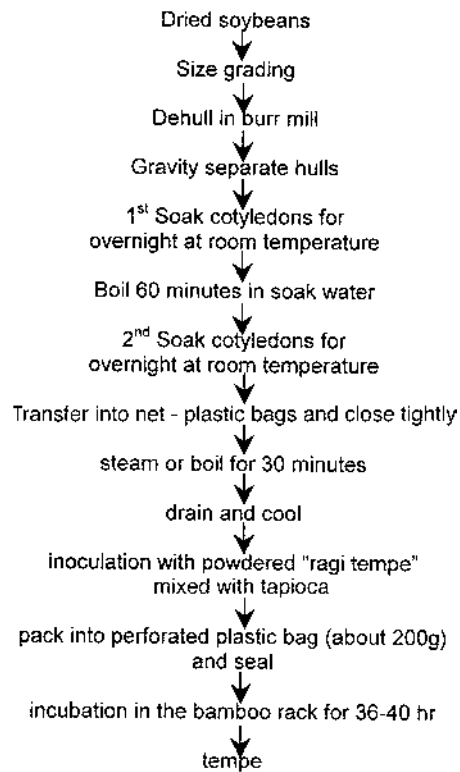 Dried soybeans
Size grading
Dehull in burr mill
Gravity separate hulls
1st Soak cotyledons for
overnight at room temperature
Boil 60 minutes in soak water
2nd Soak cotyledons for
overnight at room temperature
Transfer into net - plastic bags and close tightly
steam or boil for 30 minutes
drain and cool
inoculation with powdered "ragi tempe"
mixed with tapioca
pack into perforated plastic bag (about 200g)
and seal
incubation in the bamboo rack for 36-40 hr
tempe